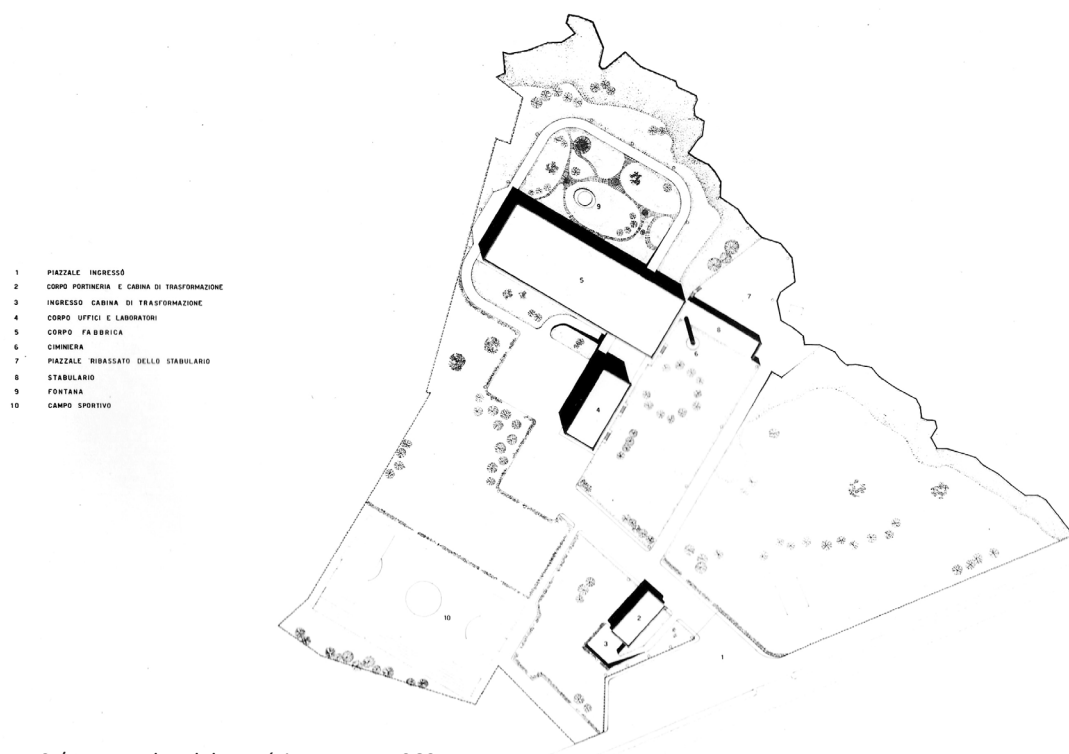 1 PIAZZALE INGRESSO
2 CORPO PORTINERIA E CABINA DI TRASFORMAZIONE
3 INGRESSO CABINA DI TRASFORMAZIONE
4 CORPO UFFICI E LABORATORI
5 CORPO FABBRICA
6 CIMINIERA
7 PIAZZALE RIBASSATO DELLO STABULARIO
8 STABULARIO
9 FONTANA
10 CAMPO SPORTIVO
9
5
7
8
6
4
10
2
3
1